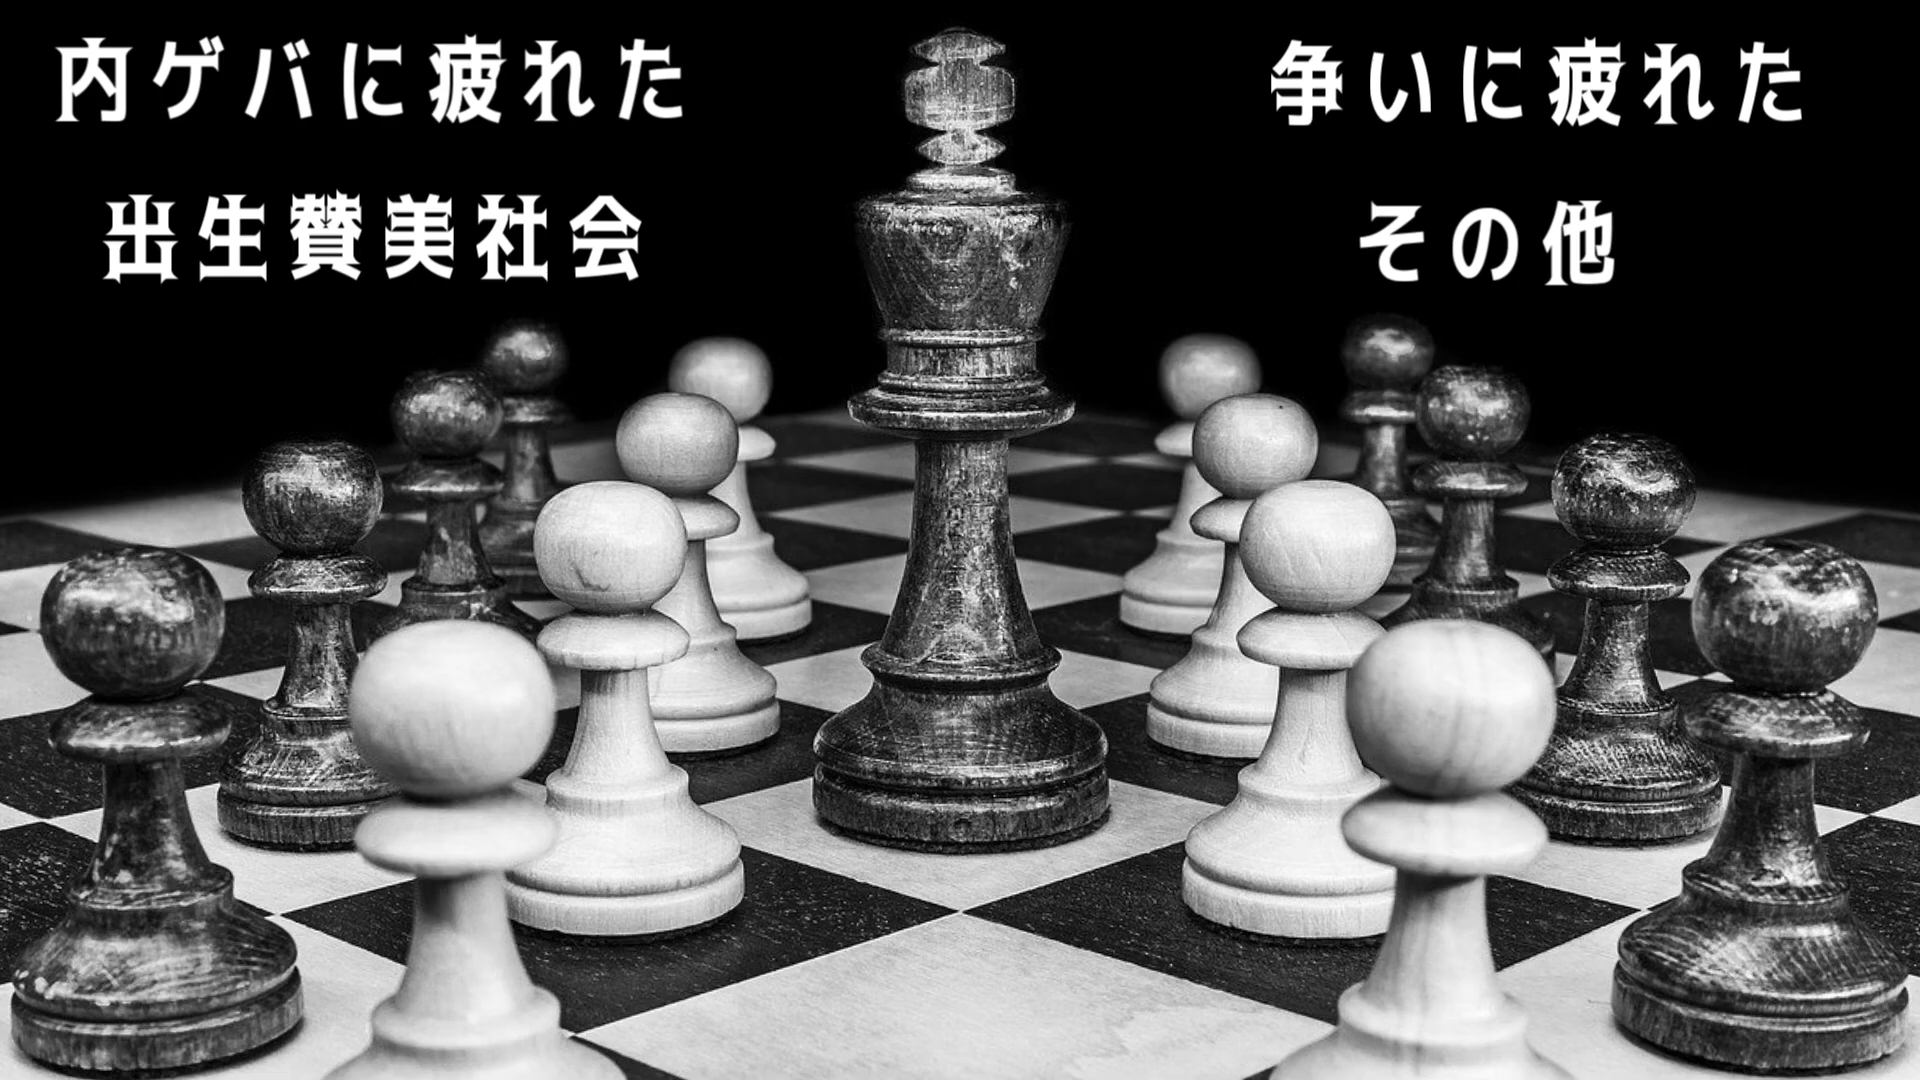 内ゲバに疲れた
出生賛美社会
争いに疲れた
その他